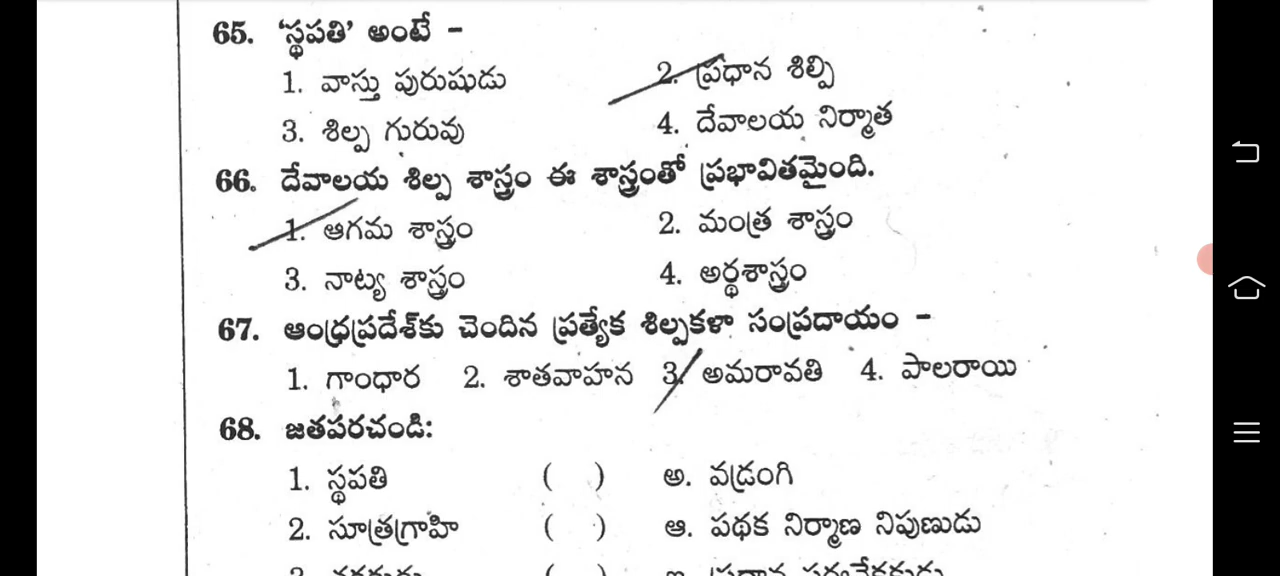 65. 'స్థపతి' అంటే -
1. వాస్తు పురుషుడు 2. ప్రధాన శిల్పి
3. శిల్ప గురువు 4. దేవాలయ నిర్మాత
66. దేవాలయ శిల్ప శాస్త్రం ఈ శాస్త్రంతో ప్రభావితమైంది.
1. ఆగమ శాస్త్రం 2. మంత్ర శాస్త్రం
3. నాట్య శాస్త్రం 4. అర్థశాస్త్రం
67. ఆంధ్రప్రదేశ్‌కు చెందిన ప్రత్యేక శిల్పకళా సంప్రదాయం -
1. గాంధార 2. శాతవాహన 3. అమరావతి 4. పాలరాయి
68. జతపరచండి:
1. స్థపతి ( ) అ. వడ్రంగి
2. సూత్రగ్రాహి ( ) ఆ. పథక నిర్మాణ నిపుణుడు